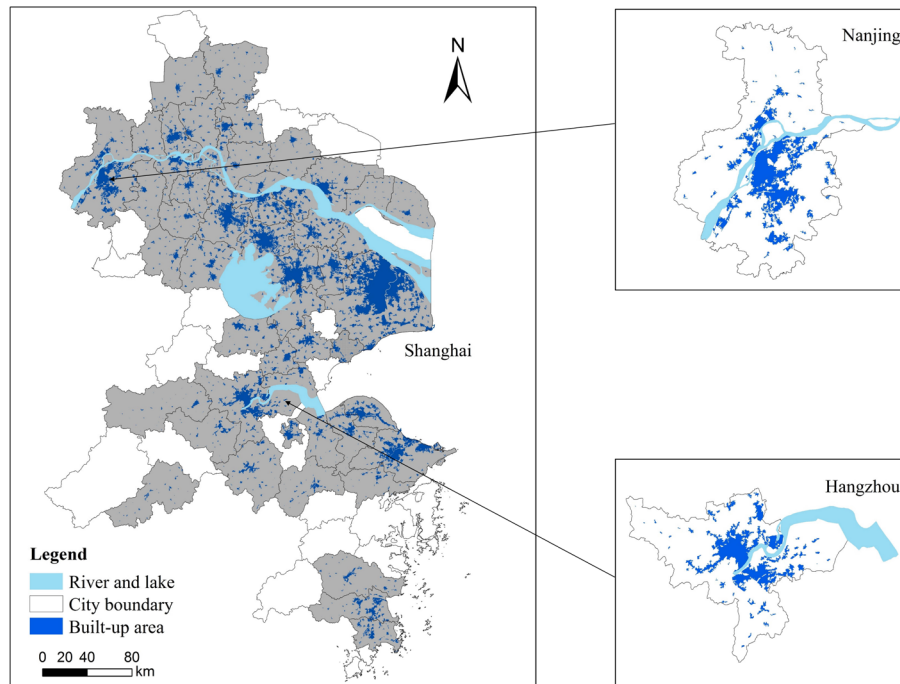 N
Nanjing
Shanghai
Hangzhou
Legend
River and lake
City boundary
Built-up area
0 20 40 80
km